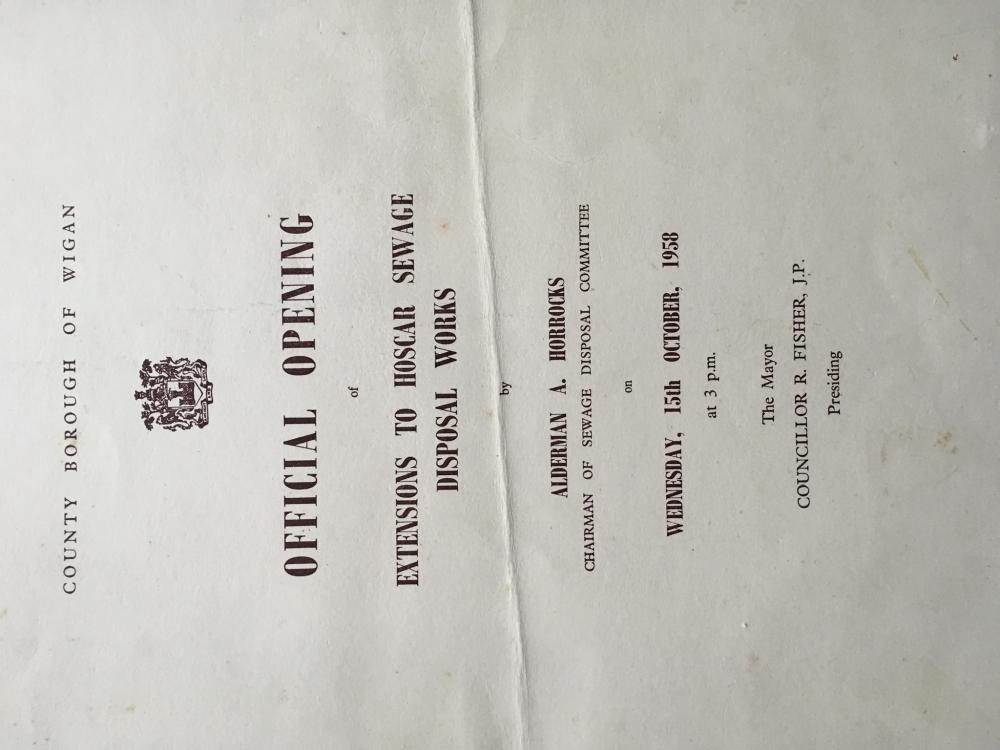 COUNTY BOROUGH OF WIGAN
OFFICIAL OPENING
of
EXTENSIONS TO HOSCAR SEWAGE
DISPOSAL WORKS
by
ALDERMAN A. HORROCKS
CHAIRMAN OF SEWAGE DISPOSAL COMMITTEE
on
WEDNESDAY, 15th OCTOBER, 1958
at 3 p.m.
The Mayor
COUNCILLOR R. FISHER, J.P.
Presiding